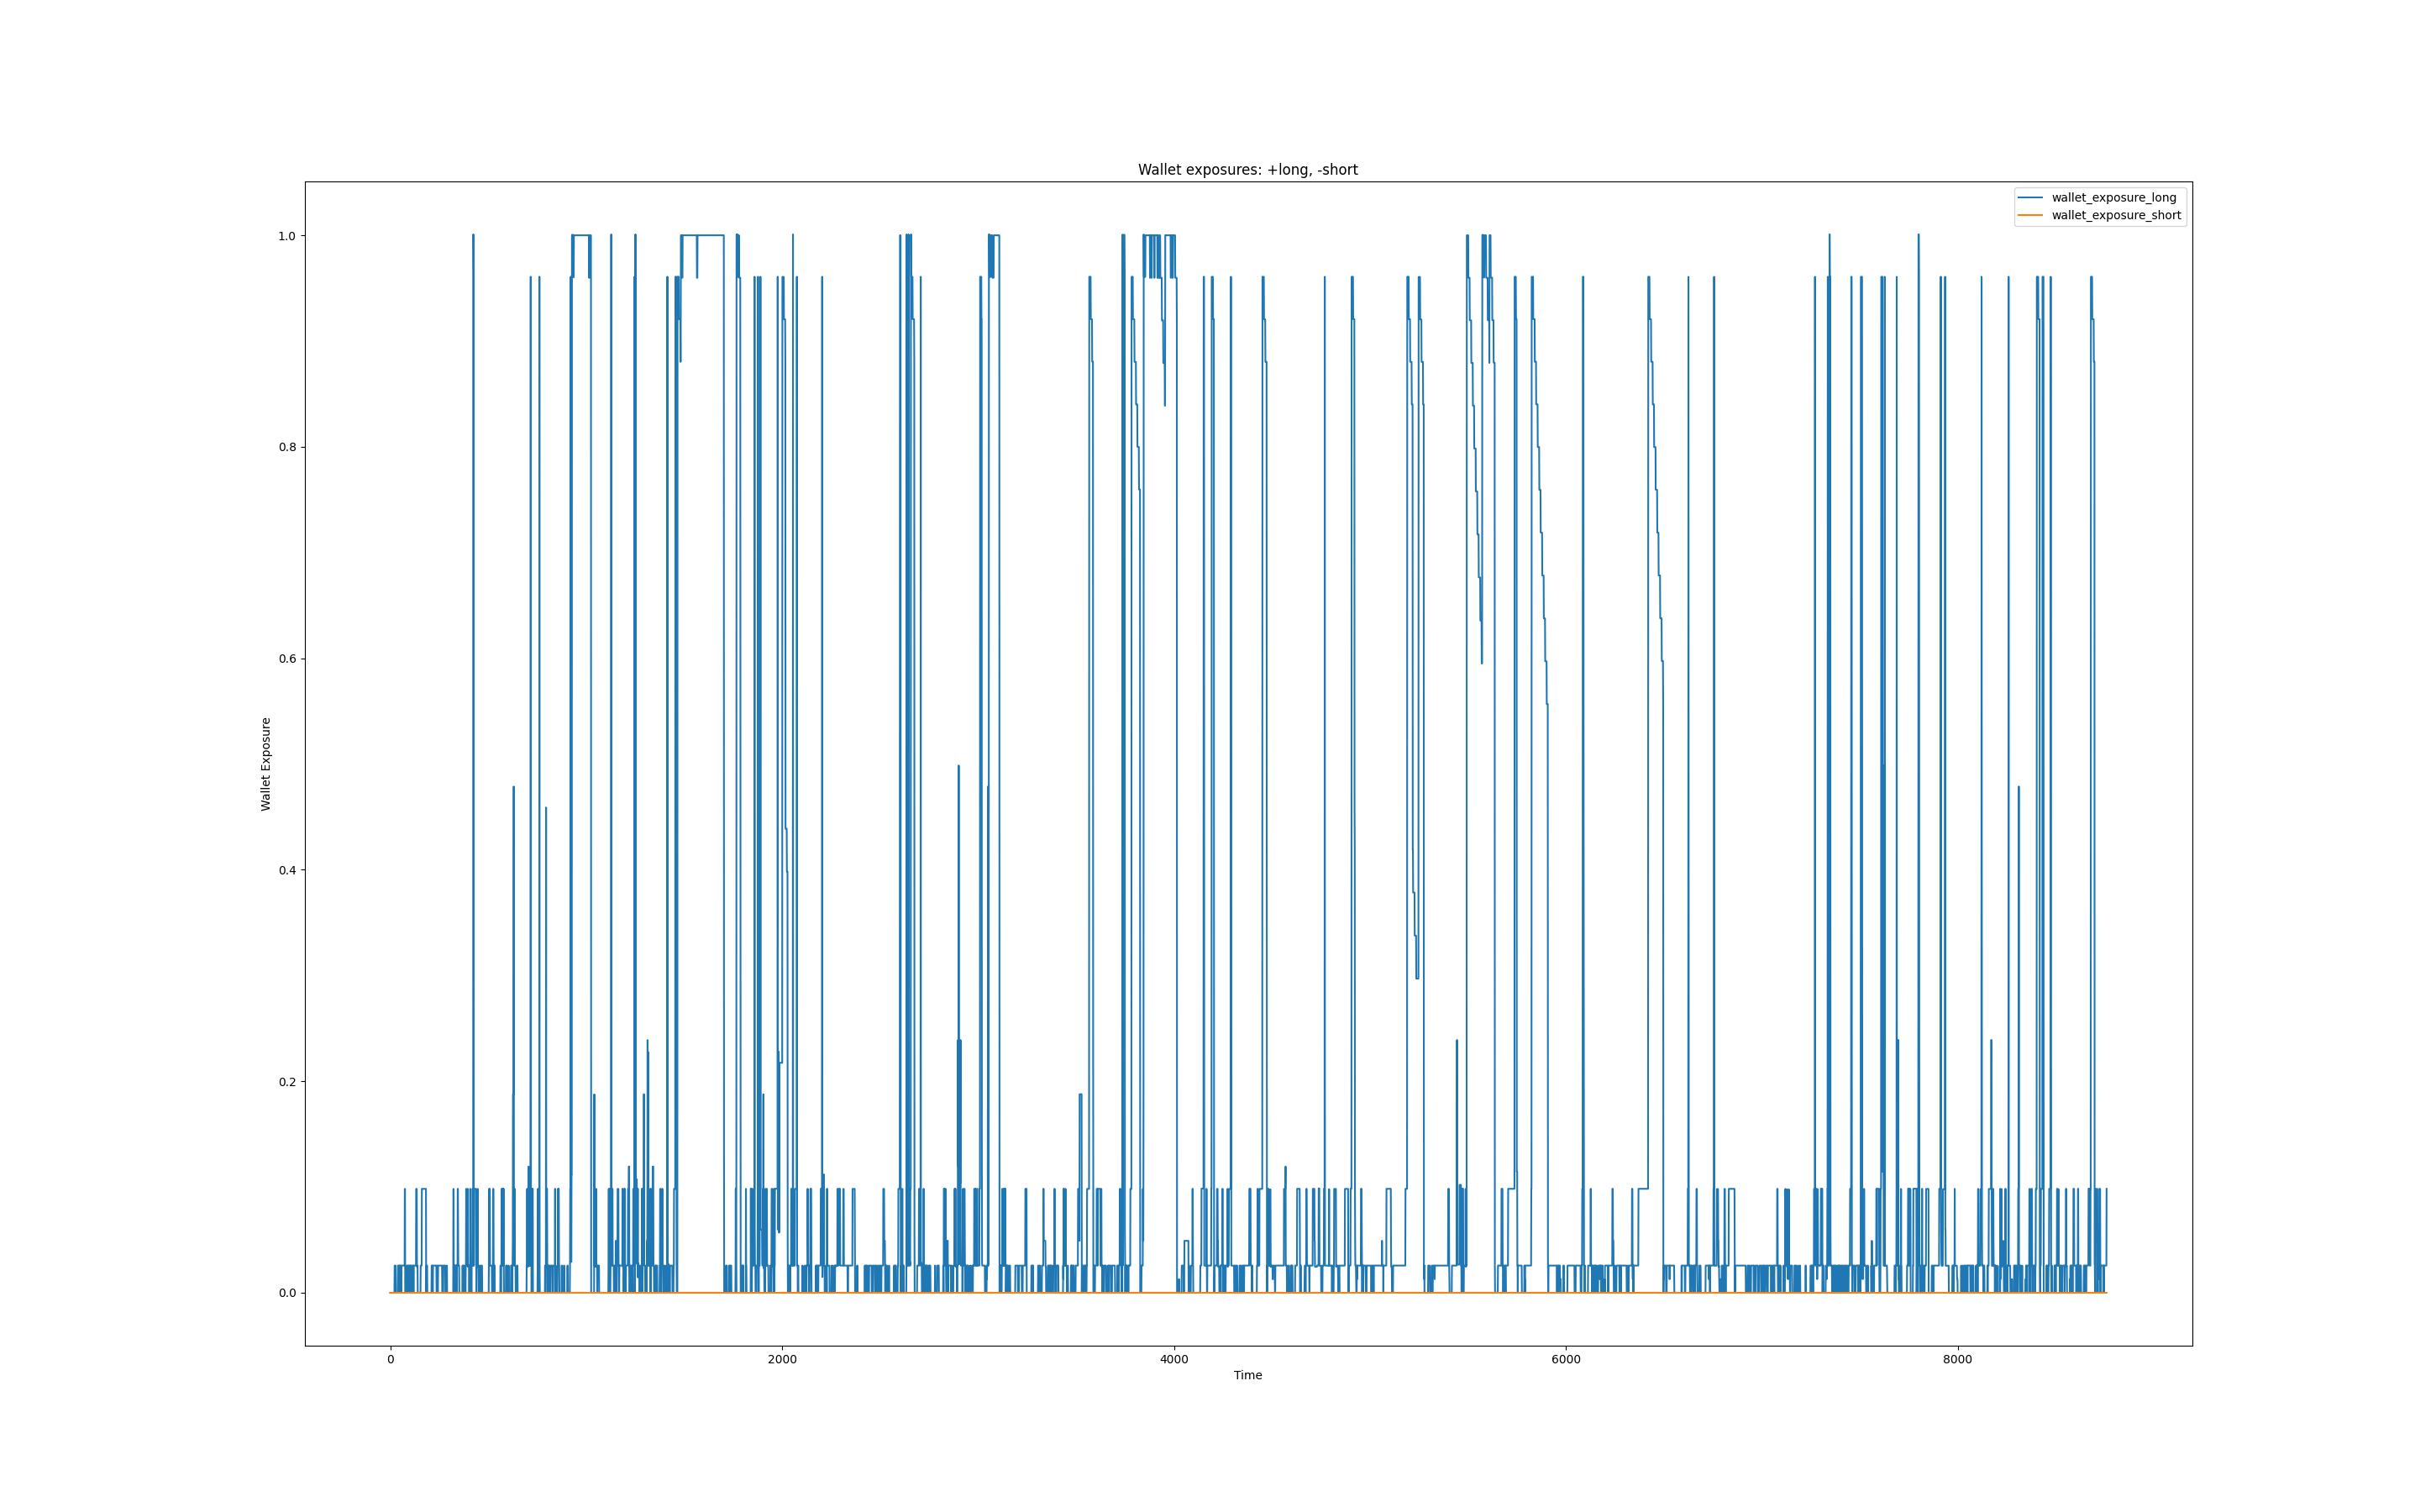 Wallet exposures: +long, -short
wallet_exposure_long
wallet_exposure_short
1.0
0.8
0.6
0.4
0.2
0.0
Wallet Exposure
0 2000 4000 6000 8000
Time